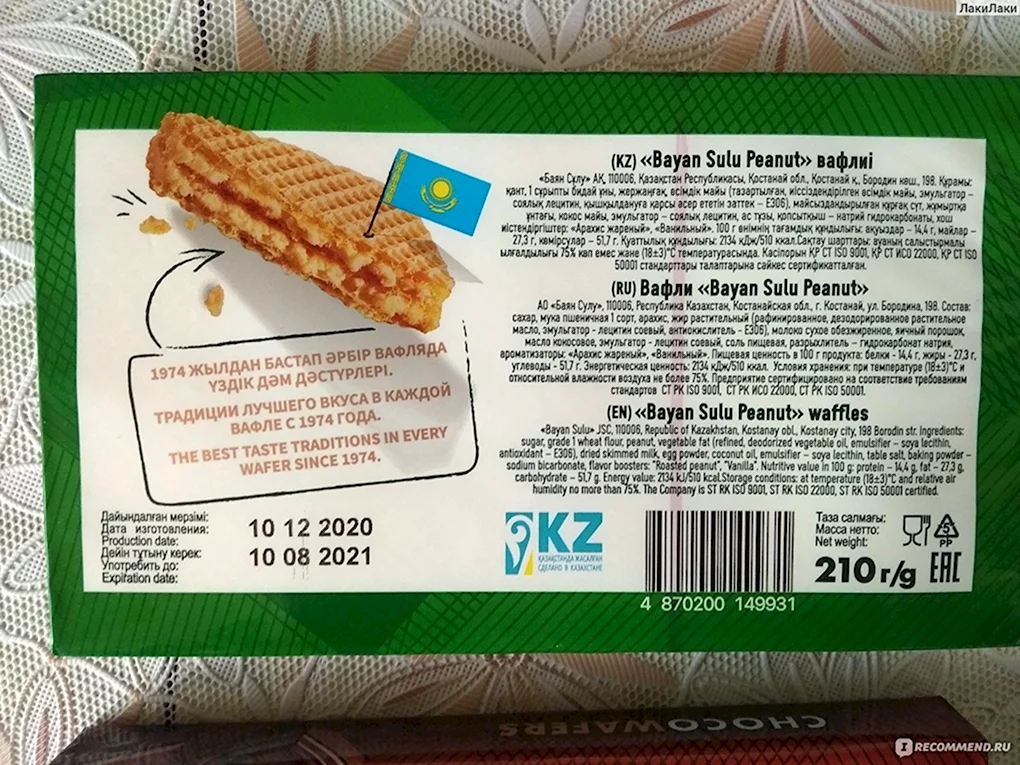 ЛакиЛаки
(KZ) «Bayan Sulu Peanut» вафлиі
«Баян Сұлу» АҚ, 110006, Қазақстан Республикасы, Қостанай обл., Қостанай қ., Бородин көш., 198. Құрамы:
қант, 1 сұрыпты бидай ұны, жержаңғақ, өсімдік майы (тазартылған, иіссіздендірілген өсімдік майы, эмульгатор –
соялық лецитин, қышқылдануға қарсы әсер ететін заттек – Е306), майсыздандырылған құрғақ сүт, жұмыртқа
ұнтағы, кокос майы, эмульгатор – соялық лецитин, ас тұзы, қопсытқыш – натрий гидрокарбонаты, хош
иістендіргіштер: «Арахис жареный», «Ванильный». 100 г өнімнің тағамдық құндылығы: ақуыздар – 14,4 г, майлар –
27,3 г, көмірсулар – 51,7 г. Қуаттылық құндылығы: 2134 кДж/510 ккал.Сақтау шарттары: ауаның салыстырмалы
ылғалдылығы 75% көп емес және (18±3)°С температурасында. Кәсіпорын ҚР СТ ISO 9001, ҚР СТ ИСО 22000, ҚР СТ ISO
50001 стандарттары талаптарына сәйкес сертификатталған.
(RU) Вафли «Bayan Sulu Peanut»
АО «Баян Сулу», 110006, Республика Казахстан, Костанайская обл., г. Костанай, ул. Бородина, 198. Состав:
сахар, мука пшеничная 1 сорт, арахис, жир растительный (рафинированное, дезодорированное растительное
масло, эмульгатор - лецитин соевый, антиокислитель - Е306), молоко сухое обезжиренное, яичный порошок,
масло кокосовое, эмульгатор - лецитин соевый, соль пищевая, разрыхлитель – гидрокарбонат натрия,
ароматизаторы: «Арахис жареный», «Ванильный». Пищевая ценность в 100 г продукта: белки - 14,4 г, жиры - 27,3 г,
углеводы - 51,7 г. Энергетическая ценность: 2134 кДж/510 ккал. Условия хранения: при температуре (18±3)°С и
относительной влажности воздуха не более 75%. Предприятие сертифицировано на соответствие требованиям
стандартов СТ РК ISO 9001, СТ РК ИСО 22000, СТ РК ISO 50001.
(EN) «Bayan Sulu Peanut» waffles
«Bayan Sulu» JSC, 110006, Republic of Kazakhstan, Kostanay obl., Kostanay city, 198 Borodin str. Ingredients:
sugar, grade 1 wheat flour, peanut, vegetable fat (refined, deodorized vegetable oil, emulsifier – soya lecithin,
antioxidant – E306), dried skimmed milk, egg powder, coconut oil, emulsifier – soya lecithin, table salt, baking powder –
sodium bicarbonate, flavor boosters: "Roasted peanut", "Vanilla". Nutritive value in 100 g: protein – 14,4 g, fat – 27,3 g,
carbohydrate – 51,7 g. Energy value: 2134 kJ/510 kcal.Storage conditions: at temperature (18±3)°C and relative air
humidity no more than 75%. The Company is ST RK ISO 9001, ST RK ISO 22000, ST RK ISO 50001 certified.
1974 ЖЫЛДАН БАСТАП ӘРБІР ВАФЛЯДА
ҮЗДІК ДӘМ ДӘСТҮРЛЕРІ.
ТРАДИЦИИ ЛУЧШЕГО ВКУСА В КАЖДОЙ
ВАФЛЕ С 1974 ГОДА.
THE BEST TASTE TRADITIONS IN EVERY
WAFER SINCE 1974.
Дайындалған мерзімі:
Дата изготовления:
Production date:
10 12 2020
Дейін тұтыну керек:
Употребить до:
Expiration date:
10 08 2021
KZ
ҚАЗАҚСТАНДА ЖАСАЛҒАН
СДЕЛАНО В КАЗАХСТАНЕ
4 870200 149931
Таза салмағы:
Масса нетто:
Net weight:
210 г/g
5
PP
EAC
CHOCOWAFERS
IRECOMMEND.RU